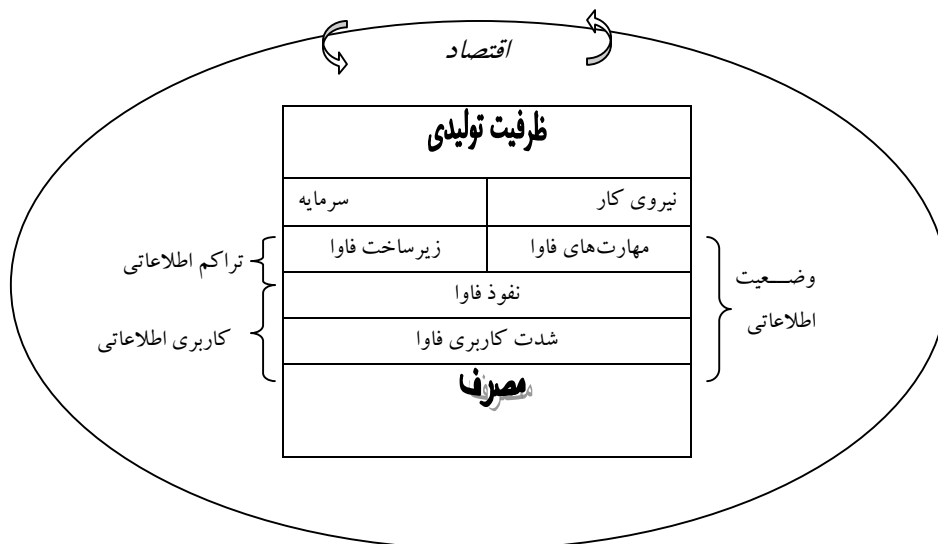 اقتصاد
ظرفیت تولیدی
نیروی کار
سرمایه
مهارت‌های فاوا
زیرساخت فاوا
نفوذ فاوا
شدت کاربری فاوا
مصرف
وضـــعیت
اطلاعاتی
تراکم اطلاعاتی
کاربری اطلاعاتی